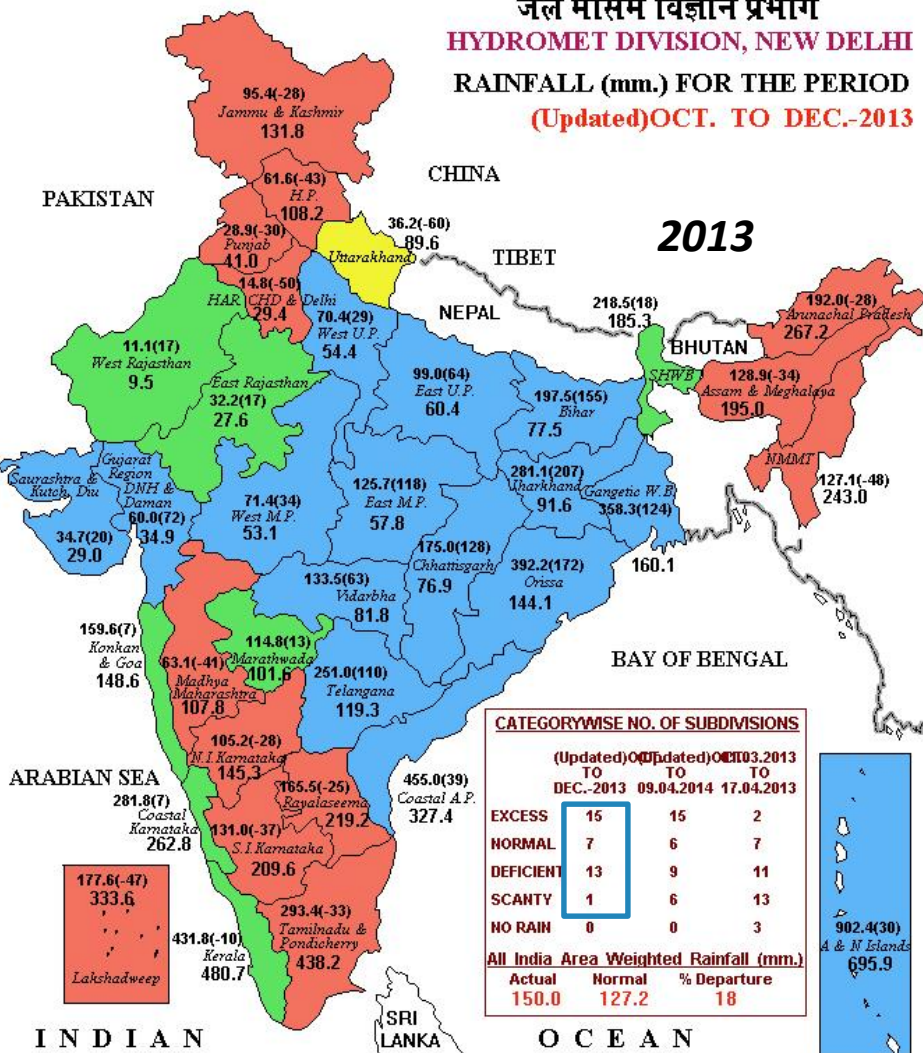 जल मौसम विज्ञान प्रभाग
HYDROMET DIVISION, NEW DELHI
RAINFALL (mm.) FOR THE PERIOD
(Updated)OCT. TO DEC.-2013
2013
95.4(-28)
Jammu & Kashmir
131.8
PAKISTAN
CHINA
61.6(-43)
H.P.
108.2
28.9(-30)
Punjab
41.0
36.2(-60)
89.6
Uttarakhand
TIBET
14.8(-50)
HAR CHD & Delhi
29.4
NEPAL
70.4(29)
West U.P.
54.4
218.5(18)
185.3
SHWB
BHUTAN
192.0(-28)
Arunachal Pradesh
267.2
11.1(17)
West Rajasthan
9.5
East Rajasthan
32.2(17)
27.6
99.0(64)
East U.P.
60.4
197.5(155)
Bihar
77.5
128.9(-34)
Assam & Meghalaya
195.0
NMMT
127.1(-48)
243.0
Saurashtra &
Kutch, Diu
34.7(20)
29.0
Gujarat
Region
DNH &
Daman
60.0(72)
34.9
71.4(34)
West M.P.
53.1
125.7(118)
East M.P.
57.8
281.1(207)
Jharkhand
91.6
Gangetic W.B
358.3(124)
160.1
175.0(128)
Chhattisgarh
76.9
392.2(172)
Orissa
144.1
133.5(63)
Vidarbha
81.8
159.6(7)
Konkan
& Goa
148.6
63.1(-41)
Madhya
Maharashtra
107.8
114.8(13)
Marathwada
101.6
251.0(110)
Telangana
119.3
BAY OF BENGAL
105.2(-28)
N.I.Karnataka
145.3
ARABIAN SEA
281.8(7)
Coastal
Karnataka
262.8
165.5(-25)
Rayalaseema
219.2
455.0(39)
Coastal A.P.
327.4
131.0(-37)
S.I.Karnataka
209.6
177.6(-47)
333.6
Lakshadweep
431.8(-10)
Kerala
480.7
293.4(-33)
Tamilnadu &
Pondicherry
438.2
902.4(30)
A & N Islands
695.9
CATEGORYWISE NO. OF SUBDIVISIONS
(Updated) 03.2013
TO TO TO
DEC.-2013 09.04.2014 17.04.2013
EXCESS 15 15 2
NORMAL 7 6 7
DEFICIENT 13 9 11
SCANTY 1 6 13
NO RAIN 0 0 3
All India Area Weighted Rainfall (mm.)
Actual Normal % Departure
150.0 127.2 18
SRI
LANKA
INDIAN OCEAN